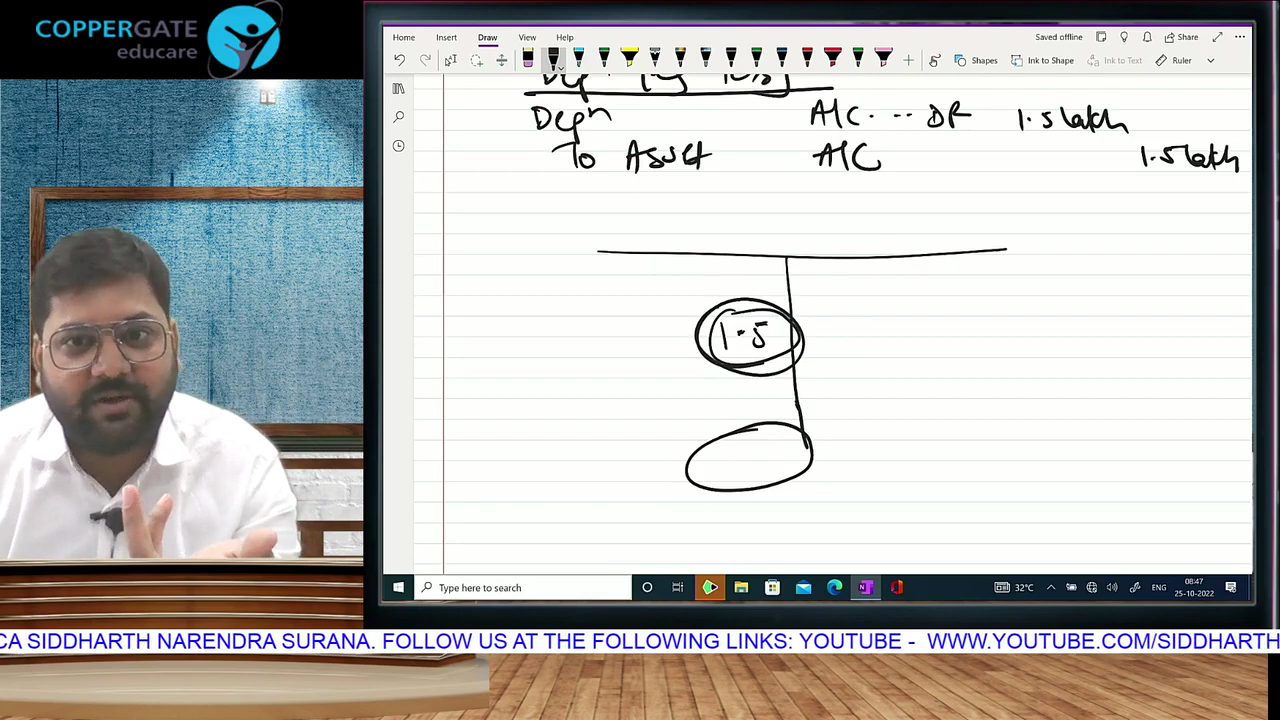 COPPERGATE
educare
Home Insert Draw View Help
Saved offline
Share
Shapes
Ink to Shape
Ink to Text
Ruler
Depn A/C ... DR 1.5 lakh
To Asset A/C 1.5 lakh
1.5
Type here to search
32°C
ENG
08:47
25-10-2022
CA SIDDHARTH NARENDRA SURANA. FOLLOW US AT THE FOLLOWING LINKS: YOUTUBE - WWW.YOUTUBE.COM/SIDDHARTH